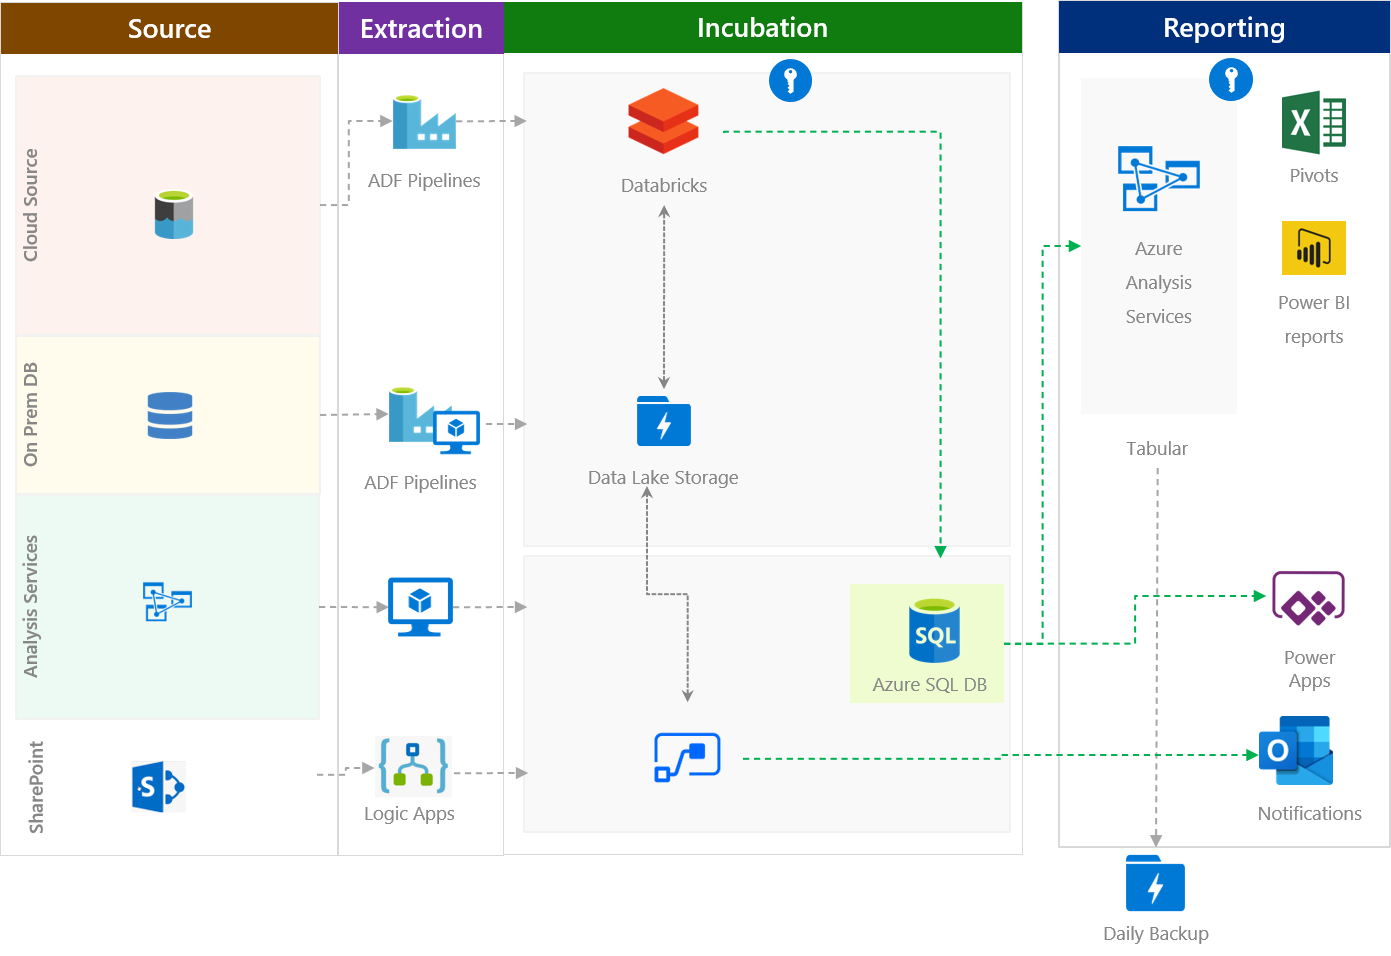 Source
Extraction
Incubation
Reporting
Cloud Source
ADF Pipelines
Databricks
Azure
Analysis
Services
X
Pivots
Power BI
reports
On Prem DB
ADF Pipelines
Data Lake Storage
Tabular
Analysis Services
SQL
Azure SQL DB
Power
Apps
SharePoint
S
Logic Apps
O
Notifications
Daily Backup